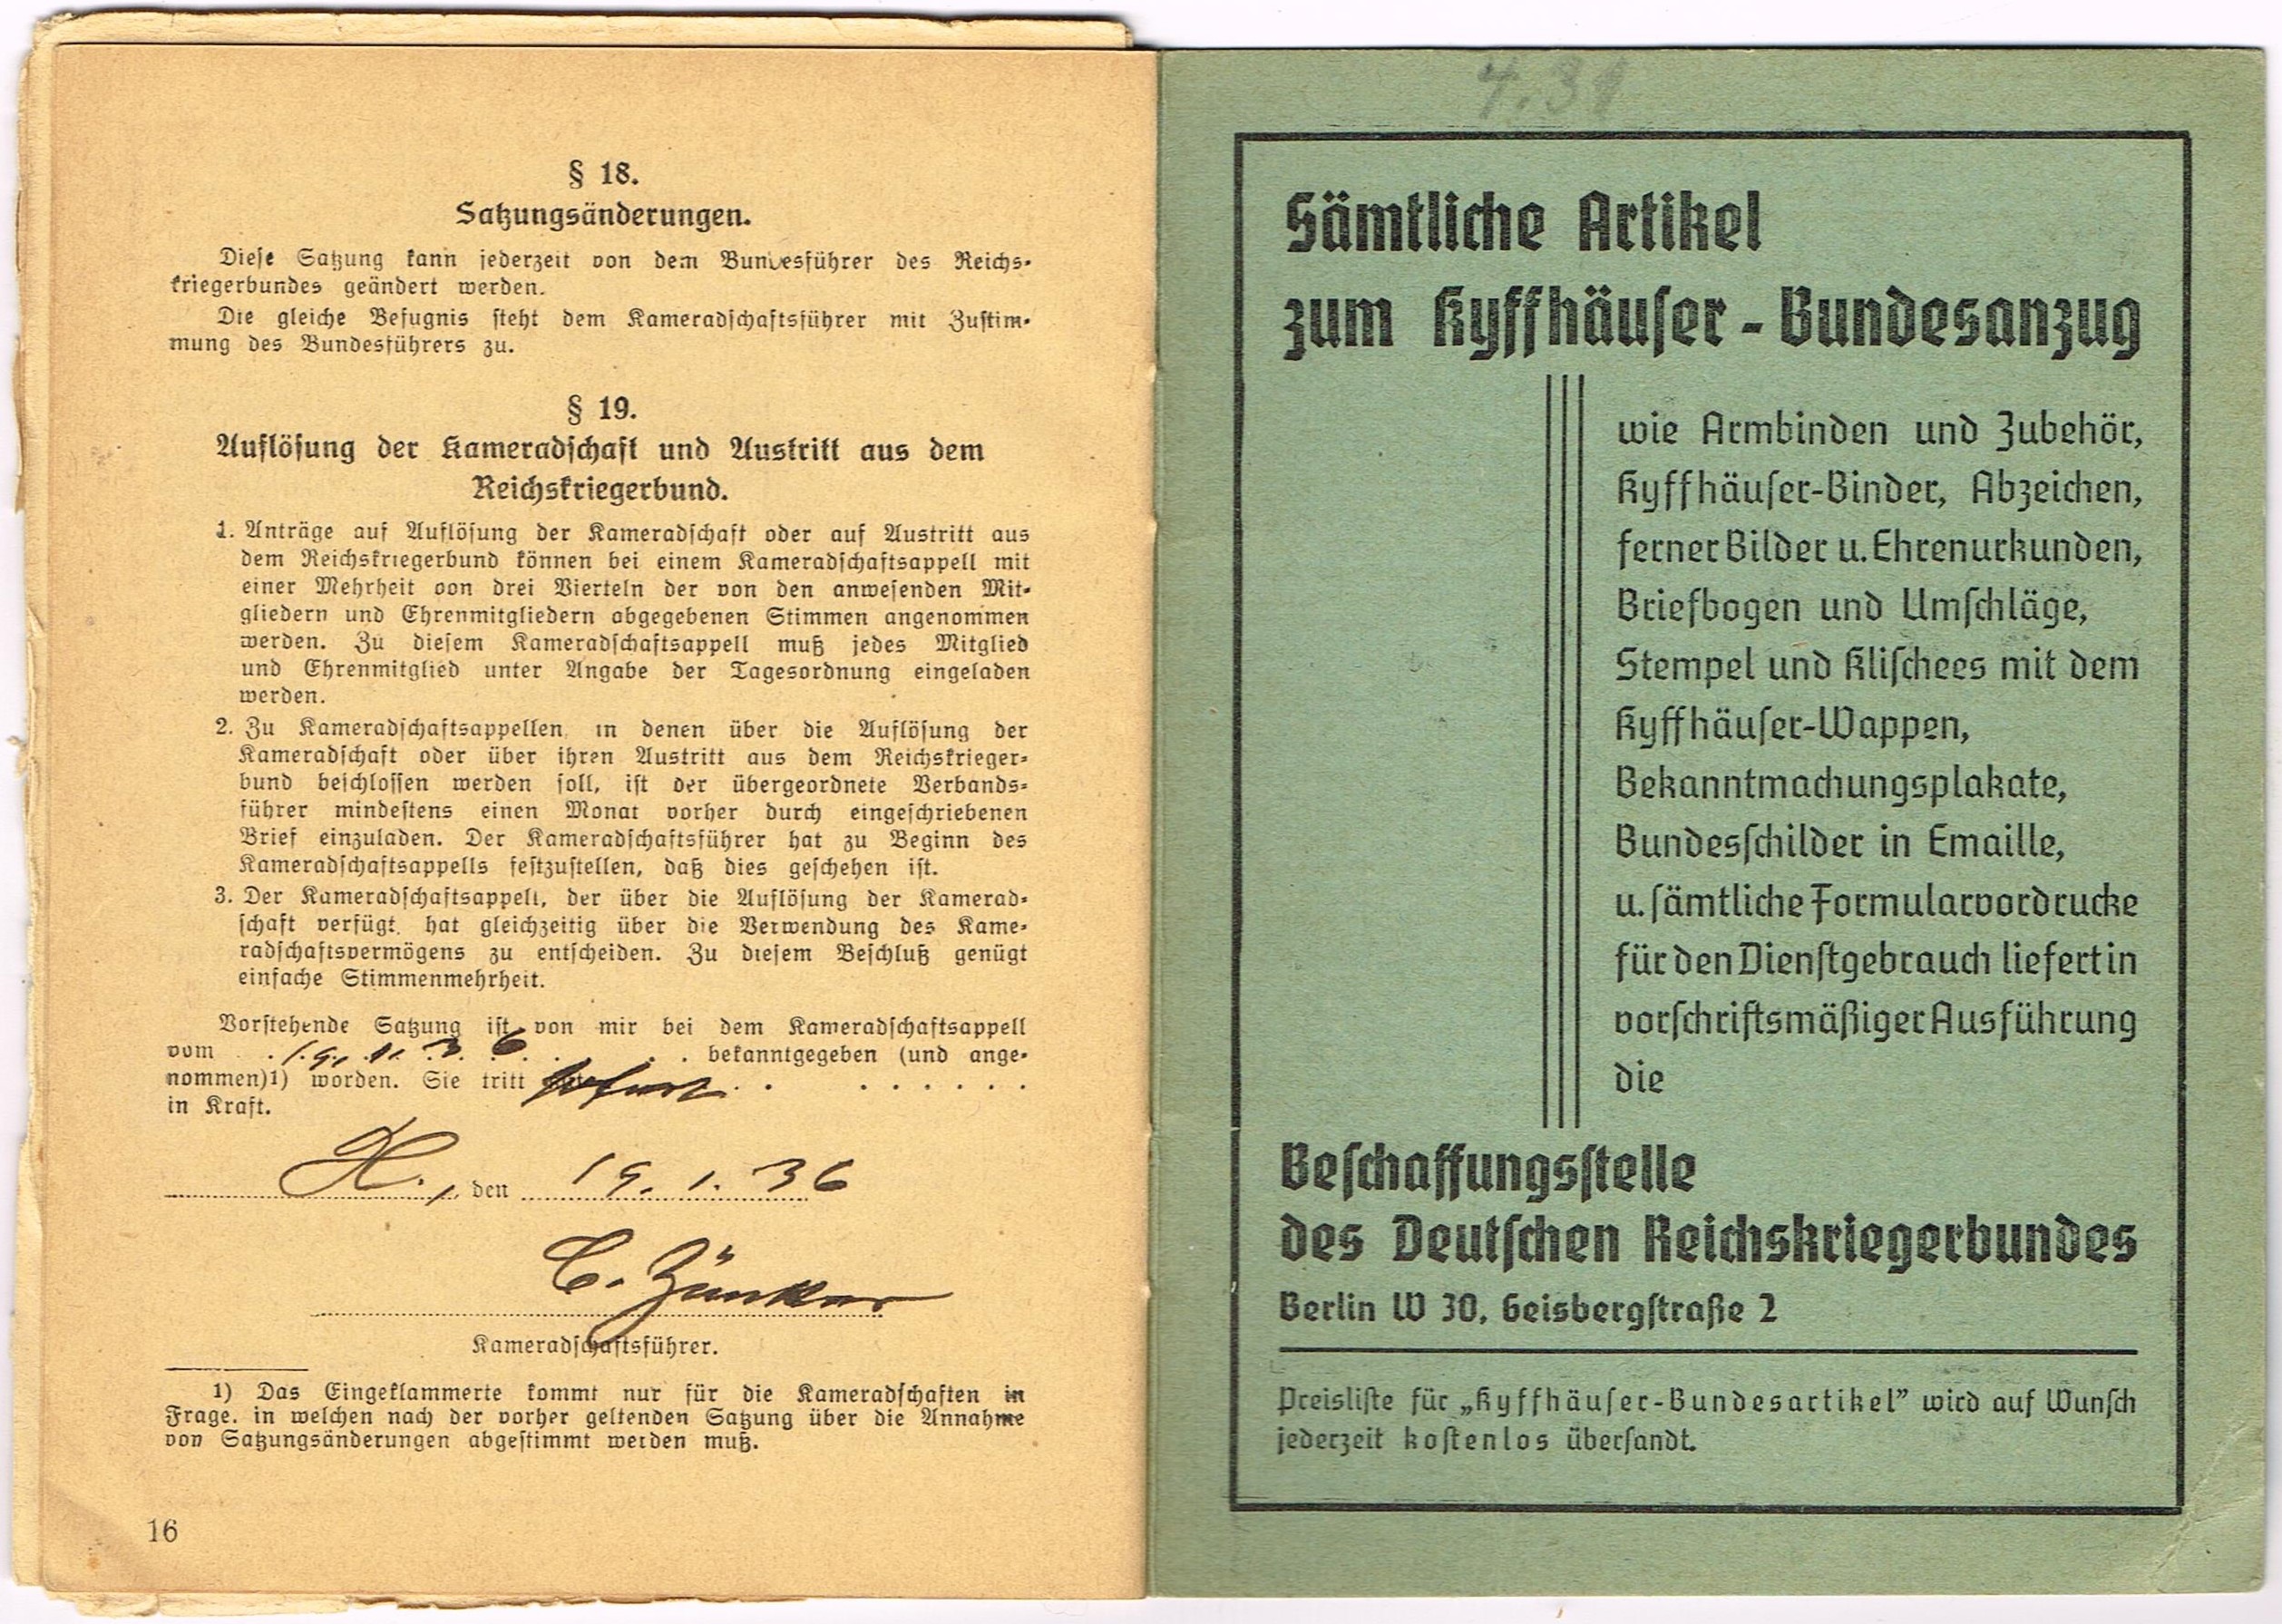 § 18.
Satzungsänderungen.
Diese Satzung kann jederzeit von dem Bundesführer des Reichs-
kriegerbundes geändert werden.
Die gleiche Befugnis steht dem Kameradschaftsführer mit Zustim-
mung des Bundesführers zu.
§ 19.
Auflösung der Kameradschaft und Austritt aus dem
Reichskriegerbund.
1. Anträge auf Auflösung der Kameradschaft oder auf Austritt aus
dem Reichskriegerbund können bei einem Kameradschaftsappell mit
einer Mehrheit von drei Vierteln der von den anwesenden Mit-
gliedern und Ehrenmitgliedern abgegebenen Stimmen angenommen
werden. Zu diesem Kameradschaftsappell muß jedes Mitglied
und Ehrenmitglied unter Angabe der Tagesordnung eingeladen
werden.
2. Zu Kameradschaftsappellen, in denen über die Auflösung der
Kameradschaft oder über ihren Austritt aus dem Reichskrieger-
bund beschlossen werden soll, ist der übergeordnete Verbands-
führer mindestens einen Monat vorher durch eingeschriebenen
Brief einzuladen. Der Kameradschaftsführer hat zu Beginn des
Kameradschaftsappells festzustellen, daß dies geschehen ist.
3. Der Kameradschaftsappell, der über die Auflösung der Kamerad-
schaft verfügt, hat gleichzeitig über die Verwendung des Kame-
radschaftsvermögens zu entscheiden. Zu diesem Beschluß genügt
einfache Stimmenmehrheit.
Vorstehende Satzung ist von mir bei dem Kameradschaftsappell
vom 19. 1. 36 bekanntgegeben (und ange-
nommen)1) worden. Sie tritt sofort
in Kraft.
H., den 19. 1. 36
C. Zünker
Kameradschaftsführer.
1) Das Eingeklammerte kommt nur für die Kameradschaften in
Frage, in welchen nach der vorher geltenden Satzung über die Annahme
von Satzungsänderungen abgestimmt werden muß.
16
4.31
Sämtliche Artikel
zum Kyffhäuser-Bundesanzug
wie Armbinden und Zubehör,
Kyffhäuser-Binder, Abzeichen,
ferner Bilder u. Ehrenurkunden,
Briefbogen und Umschläge,
Stempel und Klischees mit dem
Kyffhäuser-Wappen,
Bekanntmachungsplakate,
Bundesschilder in Emaille,
u. sämtliche Formularvordrucke
für den Dienstgebrauch liefert in
vorschriftsmäßiger Ausführung
die
Beschaffungsstelle
des Deutschen Reichskriegerbundes
Berlin W 30, Geisbergstraße 2
Preisliste für „Kyffhäuser-Bundesartikel” wird auf Wunsch
jederzeit kostenlos übersandt.